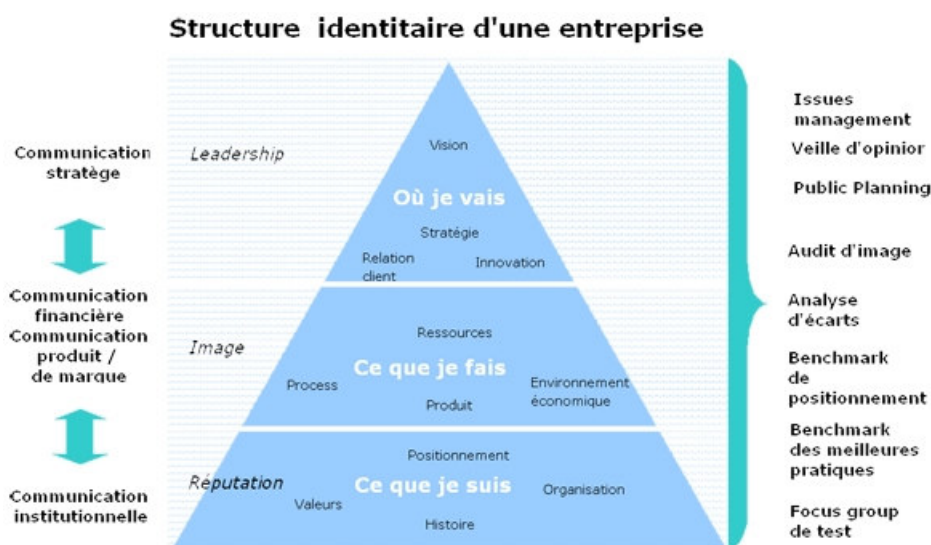 Structure identitaire d'une entreprise
Communication
stratège
Communication
financière
Communication
produit /
de marque
Communication
institutionnelle
Leadership
Image
Réputation
Vision
Où je vais
Stratégie
Relation
client
Innovation
Ressources
Ce que je fais
Process
Environnement
économique
Produit
Positionnement
Ce que je suis
Valeurs
Organisation
Histoire
Issues
management
Veille d'opinior
Public Planning
Audit d'image
Analyse
d'écarts
Benchmark
de
positionnement
Benchmark
des meilleures
pratiques
Focus group
de test